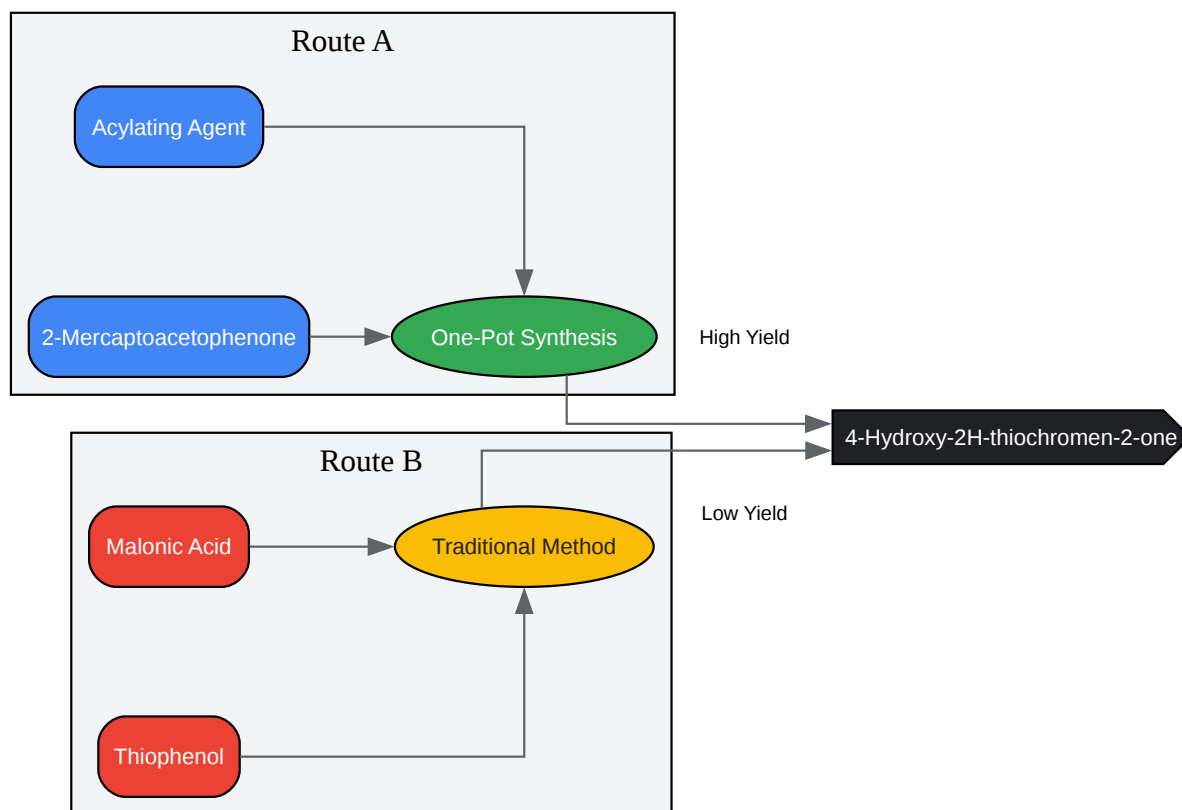 Route A
Acylating Agent
2-Mercaptoacetophenone
One-Pot Synthesis
High Yield
4-Hydroxy-2H-thiochromen-2-one
Route B
Low Yield
Malonic Acid
Traditional Method
Thiophenol